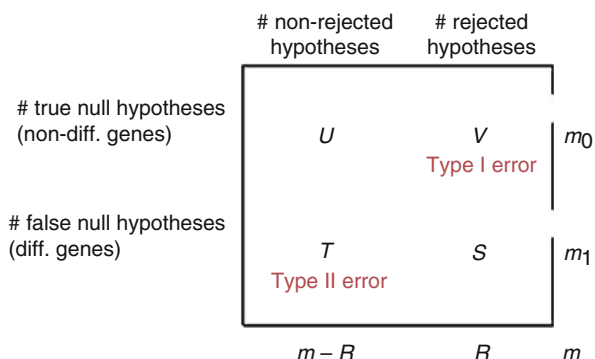 # non-rejected # rejected
hypotheses hypotheses
# true null hypotheses
(non-diff. genes) U V m0
Type I error
# false null hypotheses
(diff. genes) T S m1
Type II error
m – R R m